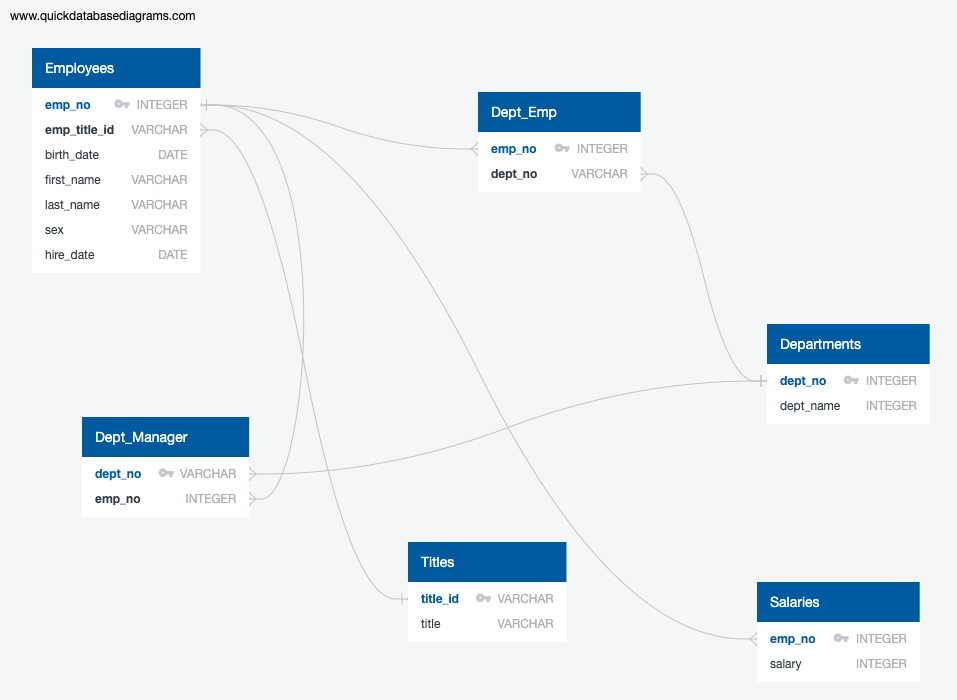 www.quickdatabasediagrams.com
Employees
emp_no INTEGER
emp_title_id VARCHAR
birth_date DATE
first_name VARCHAR
last_name VARCHAR
sex VARCHAR
hire_date DATE
Dept_Emp
emp_no INTEGER
dept_no VARCHAR
Departments
dept_no INTEGER
dept_name INTEGER
Dept_Manager
dept_no VARCHAR
emp_no INTEGER
Titles
title_id VARCHAR
title VARCHAR
Salaries
emp_no INTEGER
salary INTEGER